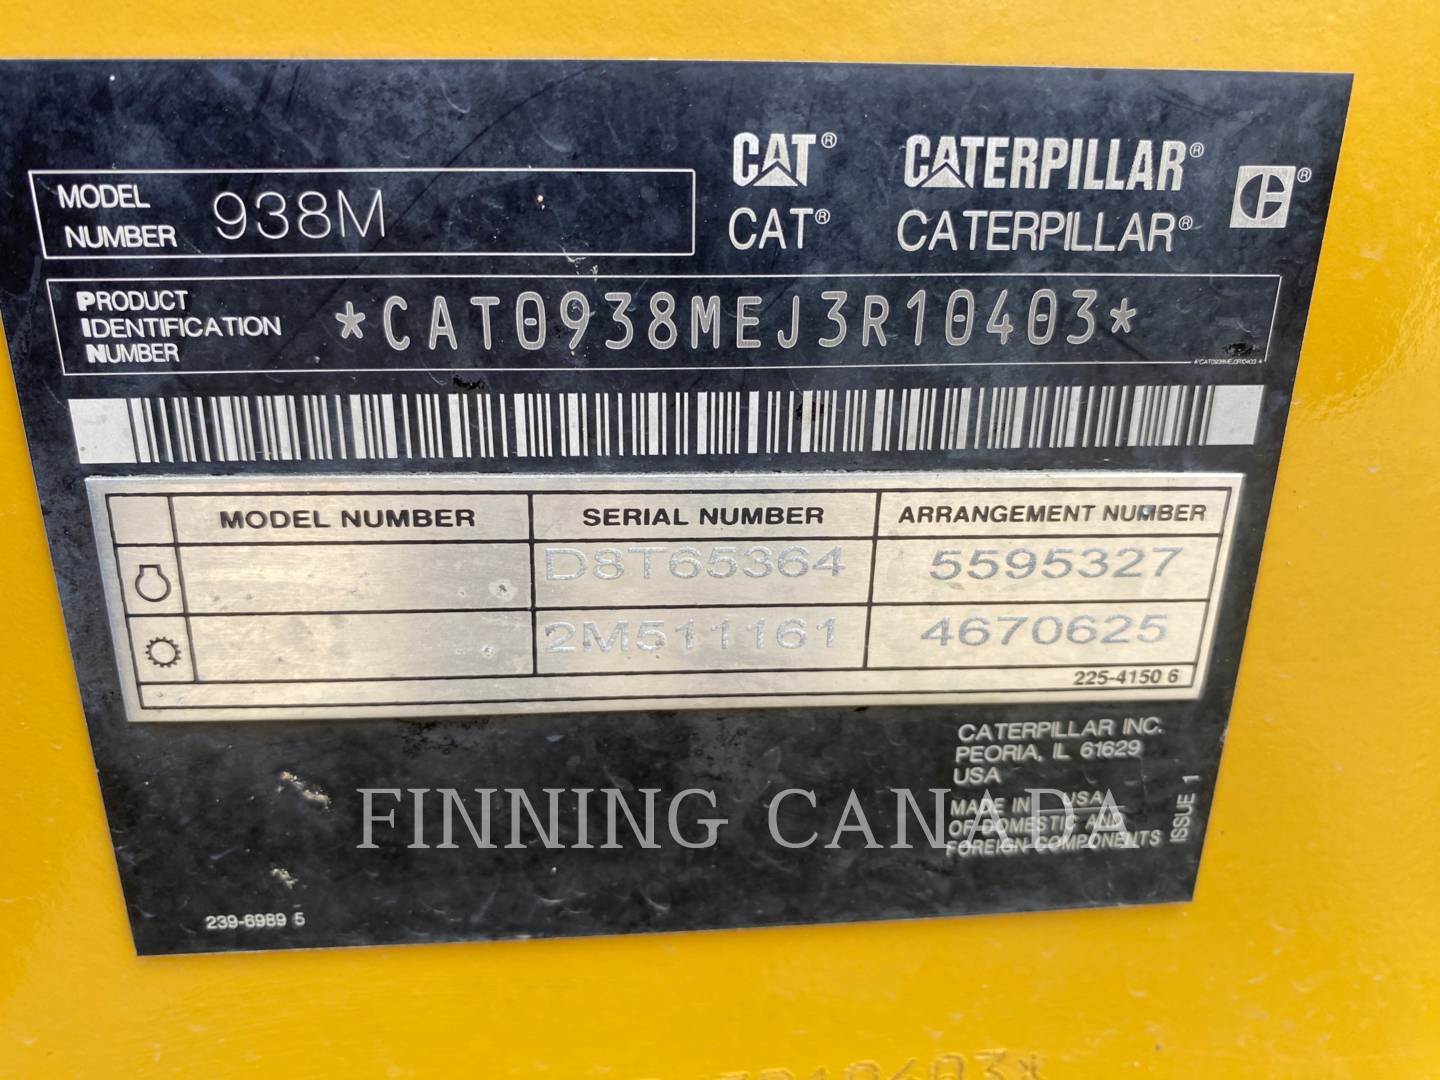 CAT® CATERPILLAR®
CAT® CATERPILLAR® C®
MODEL NUMBER 938M
PRODUCT IDENTIFICATION NUMBER *CAT0938MEJ3R10403*
*CAT0938MEJ3R10403*
MODEL NUMBER SERIAL NUMBER ARRANGEMENT NUMBER
D8T65364 5595327
2M511161 4670625
225-4150 6
CATERPILLAR INC.
PEORIA, IL 61629
USA
MADE IN USA
OF DOMESTIC AND
FOREIGN COMPONENTS
ISSUE 1
FINNING CANADA
239-6989 5